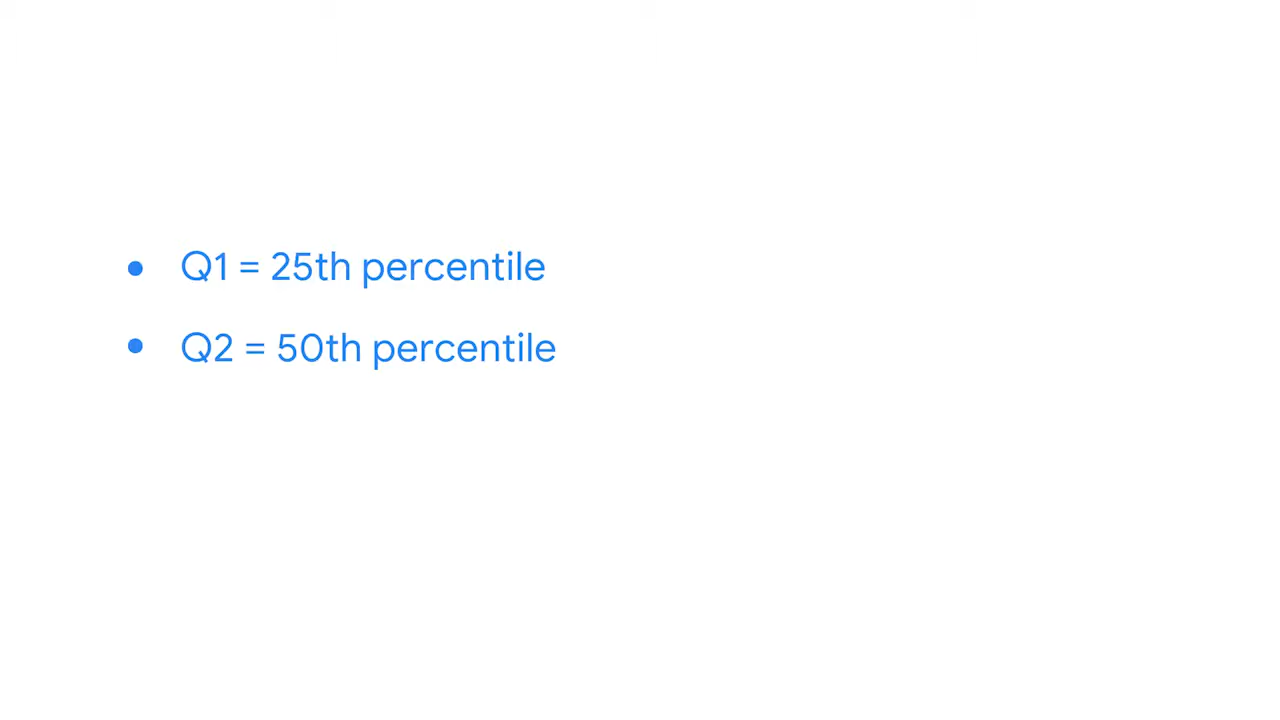 • Q1 = 25th percentile
• Q2 = 50th percentile